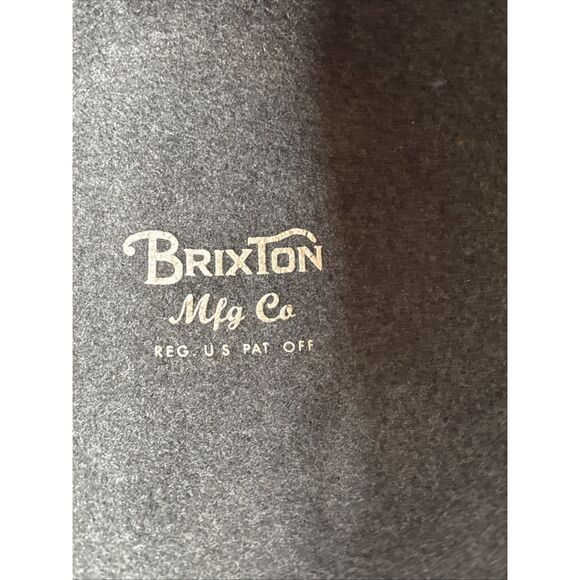 BRIXTON
Mfg Co
REG. U S PAT OFF